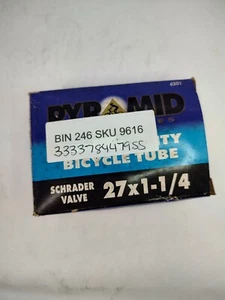 PYRAMID
BIN 246 SKU 9616
333378447955
BICYCLE TUBE
SCHRADER
VALVE
27x1-1/4